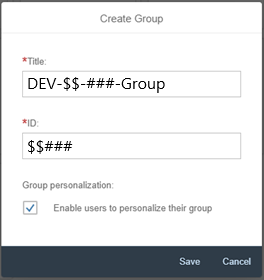 Create Group
*Title:
DEV-$$-###-Group
*ID:
$$###
Group personalization:
Enable users to personalize their group
Save Cancel